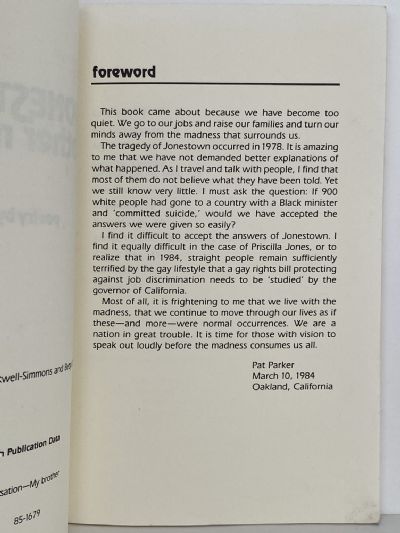 foreword
This book came about because we have become too
quiet. We go to our jobs and raise our families and turn our
minds away from the madness that surrounds us.
The tragedy of Jonestown occurred in 1978. It is amazing
to me that we have not demanded better explanations of
what happened. As I travel and talk with people, I find that
most of them do not believe what they have been told. Yet
we still know very little. I must ask the question: If 900
white people had gone to a country with a Black minister
and 'committed suicide,' would we have accepted the
answers we were given so easily?
I find it difficult to accept the answers of Jonestown. I
find it equally difficult in the case of Priscilla Jones, or to
realize that in 1984, straight people remain sufficiently
terrified by the gay lifestyle that a gay rights bill protecting
against job discrimination needs to be 'studied' by the
governor of California.
Most of all, it is frightening to me that we live with the
madness, that we continue to move through our lives as if
these—and more—were normal occurrences. We are a
nation in great trouble. It is time for those with vision to
speak out loudly before the madness consumes us all.
Pat Parker
March 10, 1984
Oakland, California
kwell-Simmons and
Publication Data
sation—My brother
85-1679